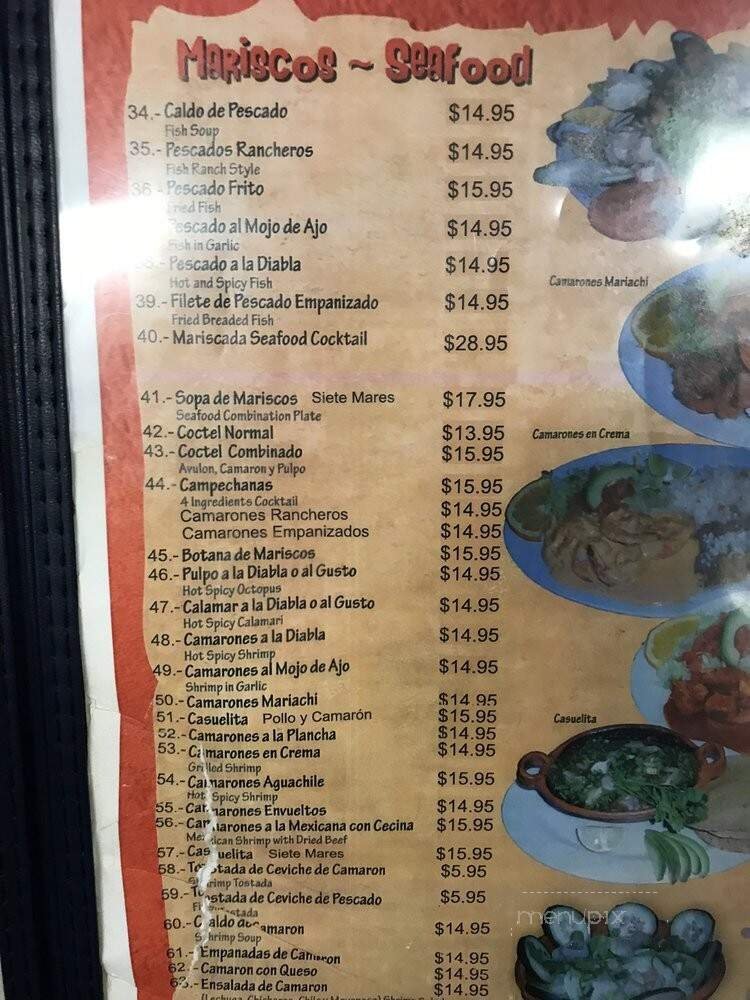 Mariscos ~ Seafood
34.- Caldo de Pescado $14.95
Fish Soup
35.- Pescados Rancheros $14.95
Fish Ranch Style
36 - Pescado Frito $15.95
Fried Fish
Pescado al Mojo de Ajo $14.95
Fish in Garlic
Pescado a la Diabla $14.95
Hot and Spicy Fish
39.- Filete de Pescado Empanizado $14.95
Fried Breaded Fish
40.- Mariscada Seafood Cocktail $28.95
41.- Sopa de Mariscos Siete Mares $17.95
Seafood Combination Plate
42.- Coctel Normal $13.95
43.- Coctel Combinado $15.95
Avulon, Camaron y Pulpo
44.- Campechanas $15.95
4 Ingredients Cocktail
Camarones Rancheros $14.95
Camarones Empanizados $14.95
45.- Botana de Mariscos $15.95
46.- Pulpo a la Diabla o al Gusto $14.95
Hot Spicy Octopus
47.- Calamar a la Diabla o al Gusto $14.95
Hot Spicy Calamari
48.- Camarones a la Diabla $14.95
Hot Spicy Shrimp
49.- Camarones al Mojo de Ajo $14.95
Shrimp in Garlic
50.- Camarones Mariachi $14.95
51.- Casuelita Pollo y Camarón $15.95
52.- Camarones a la Plancha $14.95
53.- Camarones en Crema $14.95
Grilled Shrimp
54.- Camarones Aguachile $15.95
Hot Spicy Shrimp
55.- Camarones Envueltos $14.95
56.- Camarones a la Mexicana con Cecina $15.95
Mexican Shrimp with Dried Beef
57.- Casuelita Siete Mares $15.95
58.- Tostada de Ceviche de Camaron $5.95
Shrimp Tostada
59.- Tostada de Ceviche de Pescado $5.95
Fish Tostada
60.- Caldo de Camaron $14.95
Shrimp Soup
61.- Empanadas de Camaron $14.95
62.- Camaron con Queso $14.95
63.- Ensalada de Camaron $14.95
Camarones Mariachi
Camarones en Crema
Casuelita
menupix